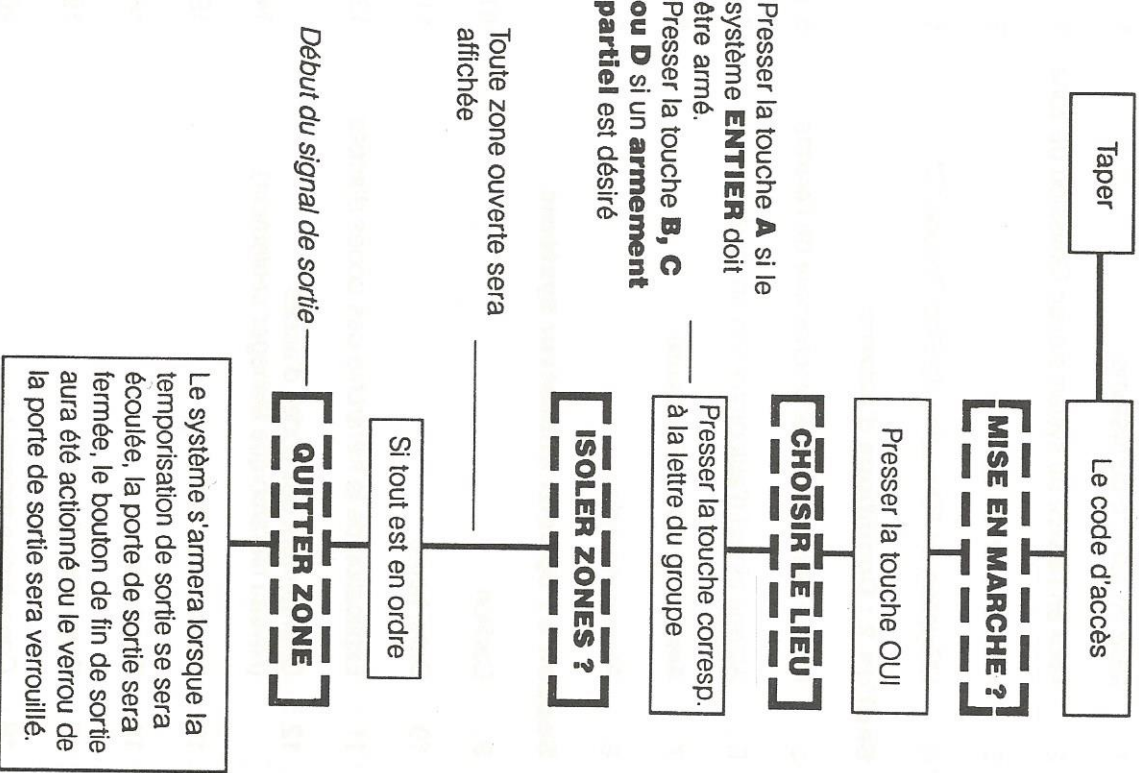 Taper
Le code d'accès
MISE EN MARCHE ?
Presser la touche OUI
CHOISIR LE LIEU
Presser la touche A si le
système ENTIER doit
être armé.
Presser la touche B, C
ou D si un armement
partiel est désiré
Presser la touche corresp.
à la lettre du groupe
ISOLER ZONES ?
Toute zone ouverte sera
affichée
Si tout est en ordre
Début du signal de sortie
QUITTER ZONE
Le système s'armera lorsque la
temporisation de sortie se sera
écoulée, la porte de sortie sera
fermée, le bouton de fin de sortie
aura été actionné ou le verrou de
la porte de sortie sera verrouillé.